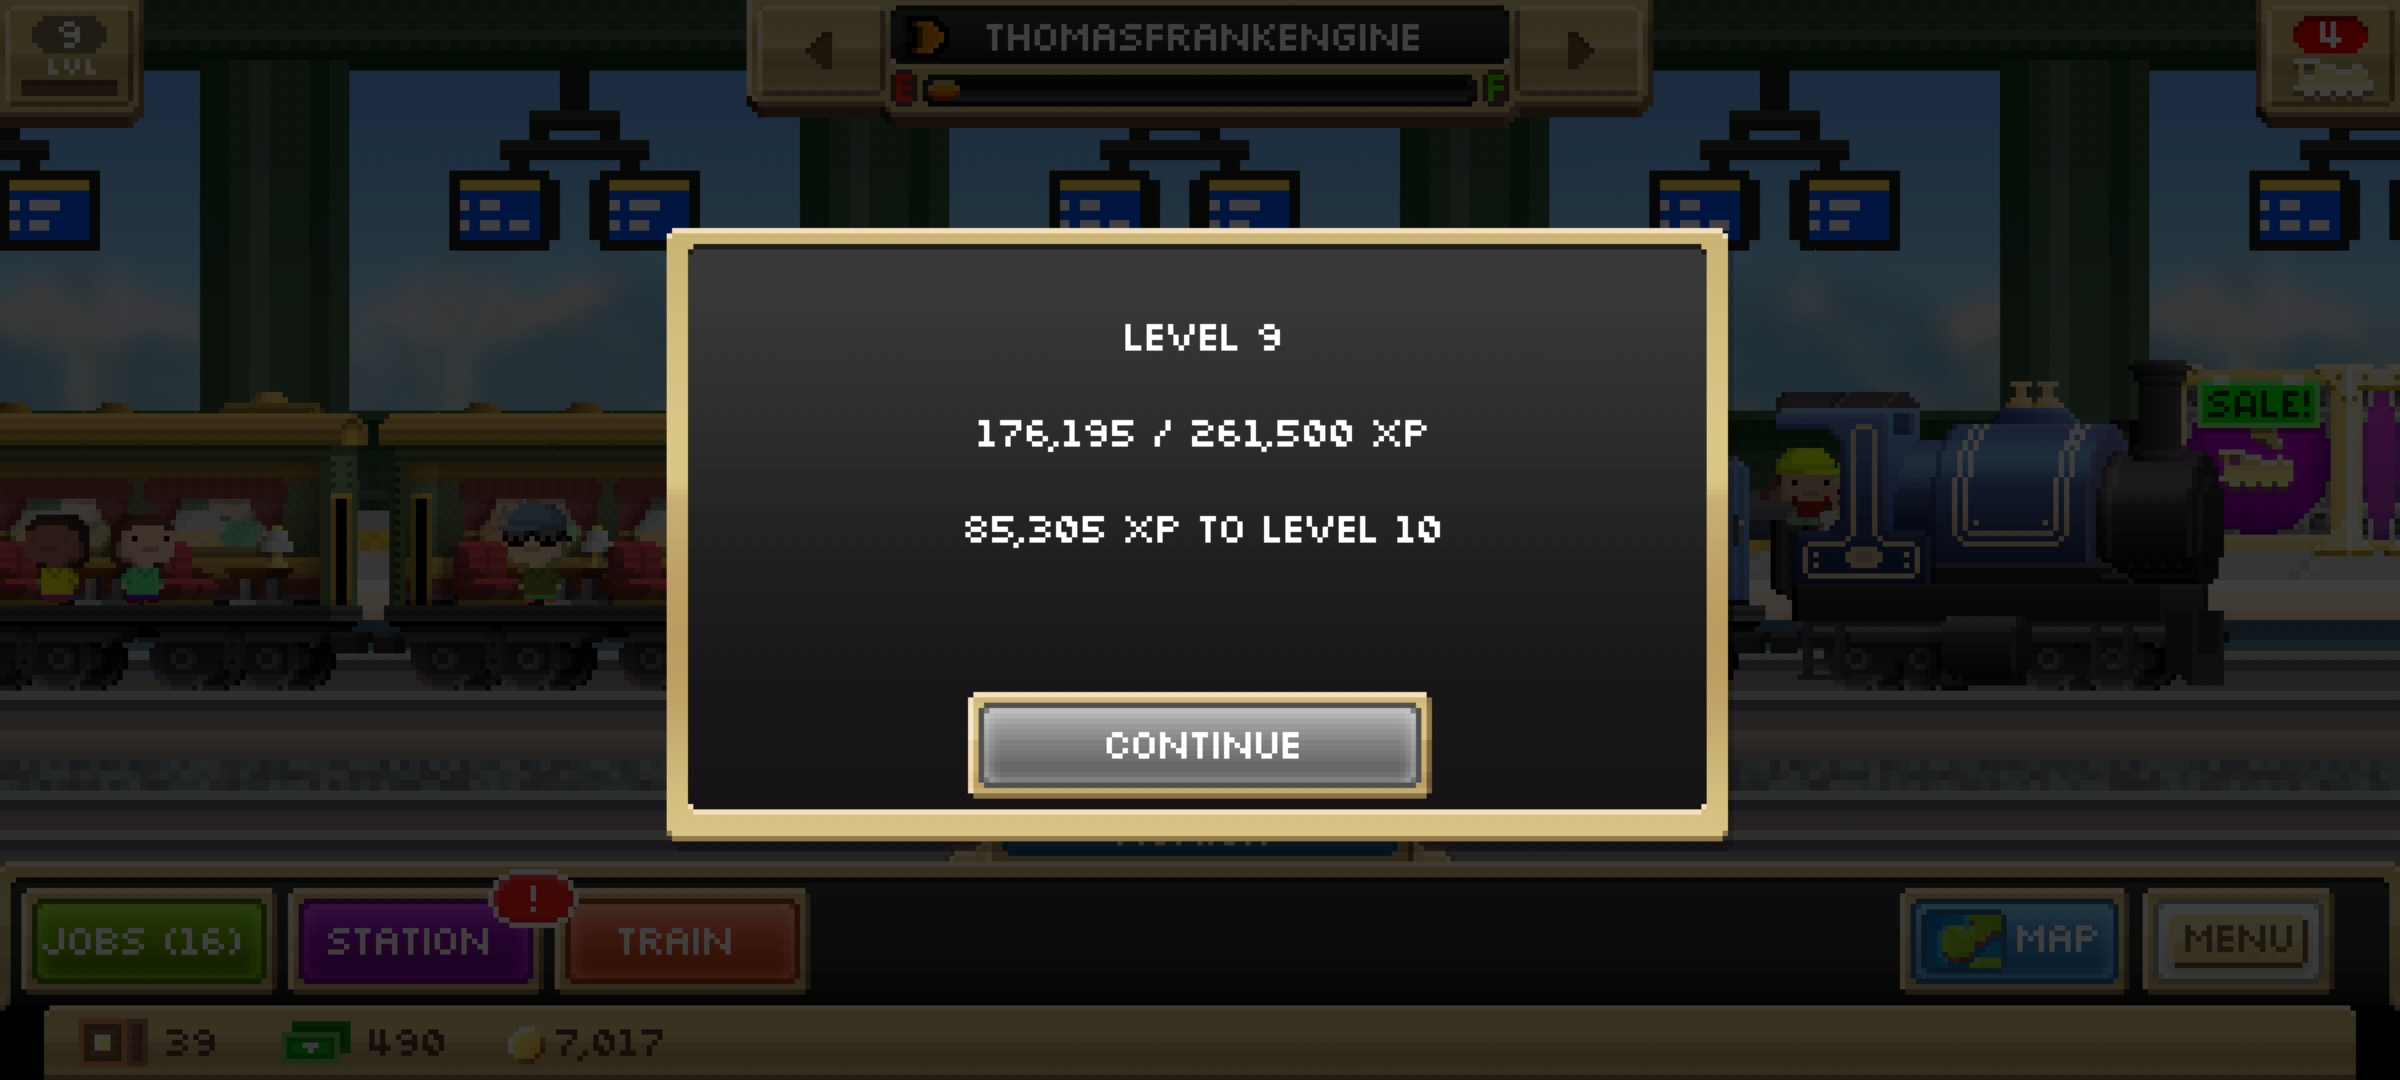 9
LVL
THOMASFRANKENGINE
E
F
4
SALE!
LEVEL 9
176,195 / 261,500 XP
85,305 XP TO LEVEL 10
CONTINUE
JOBS (16)
STATION
!
TRAIN
MAP
MENU
39
490
7,017